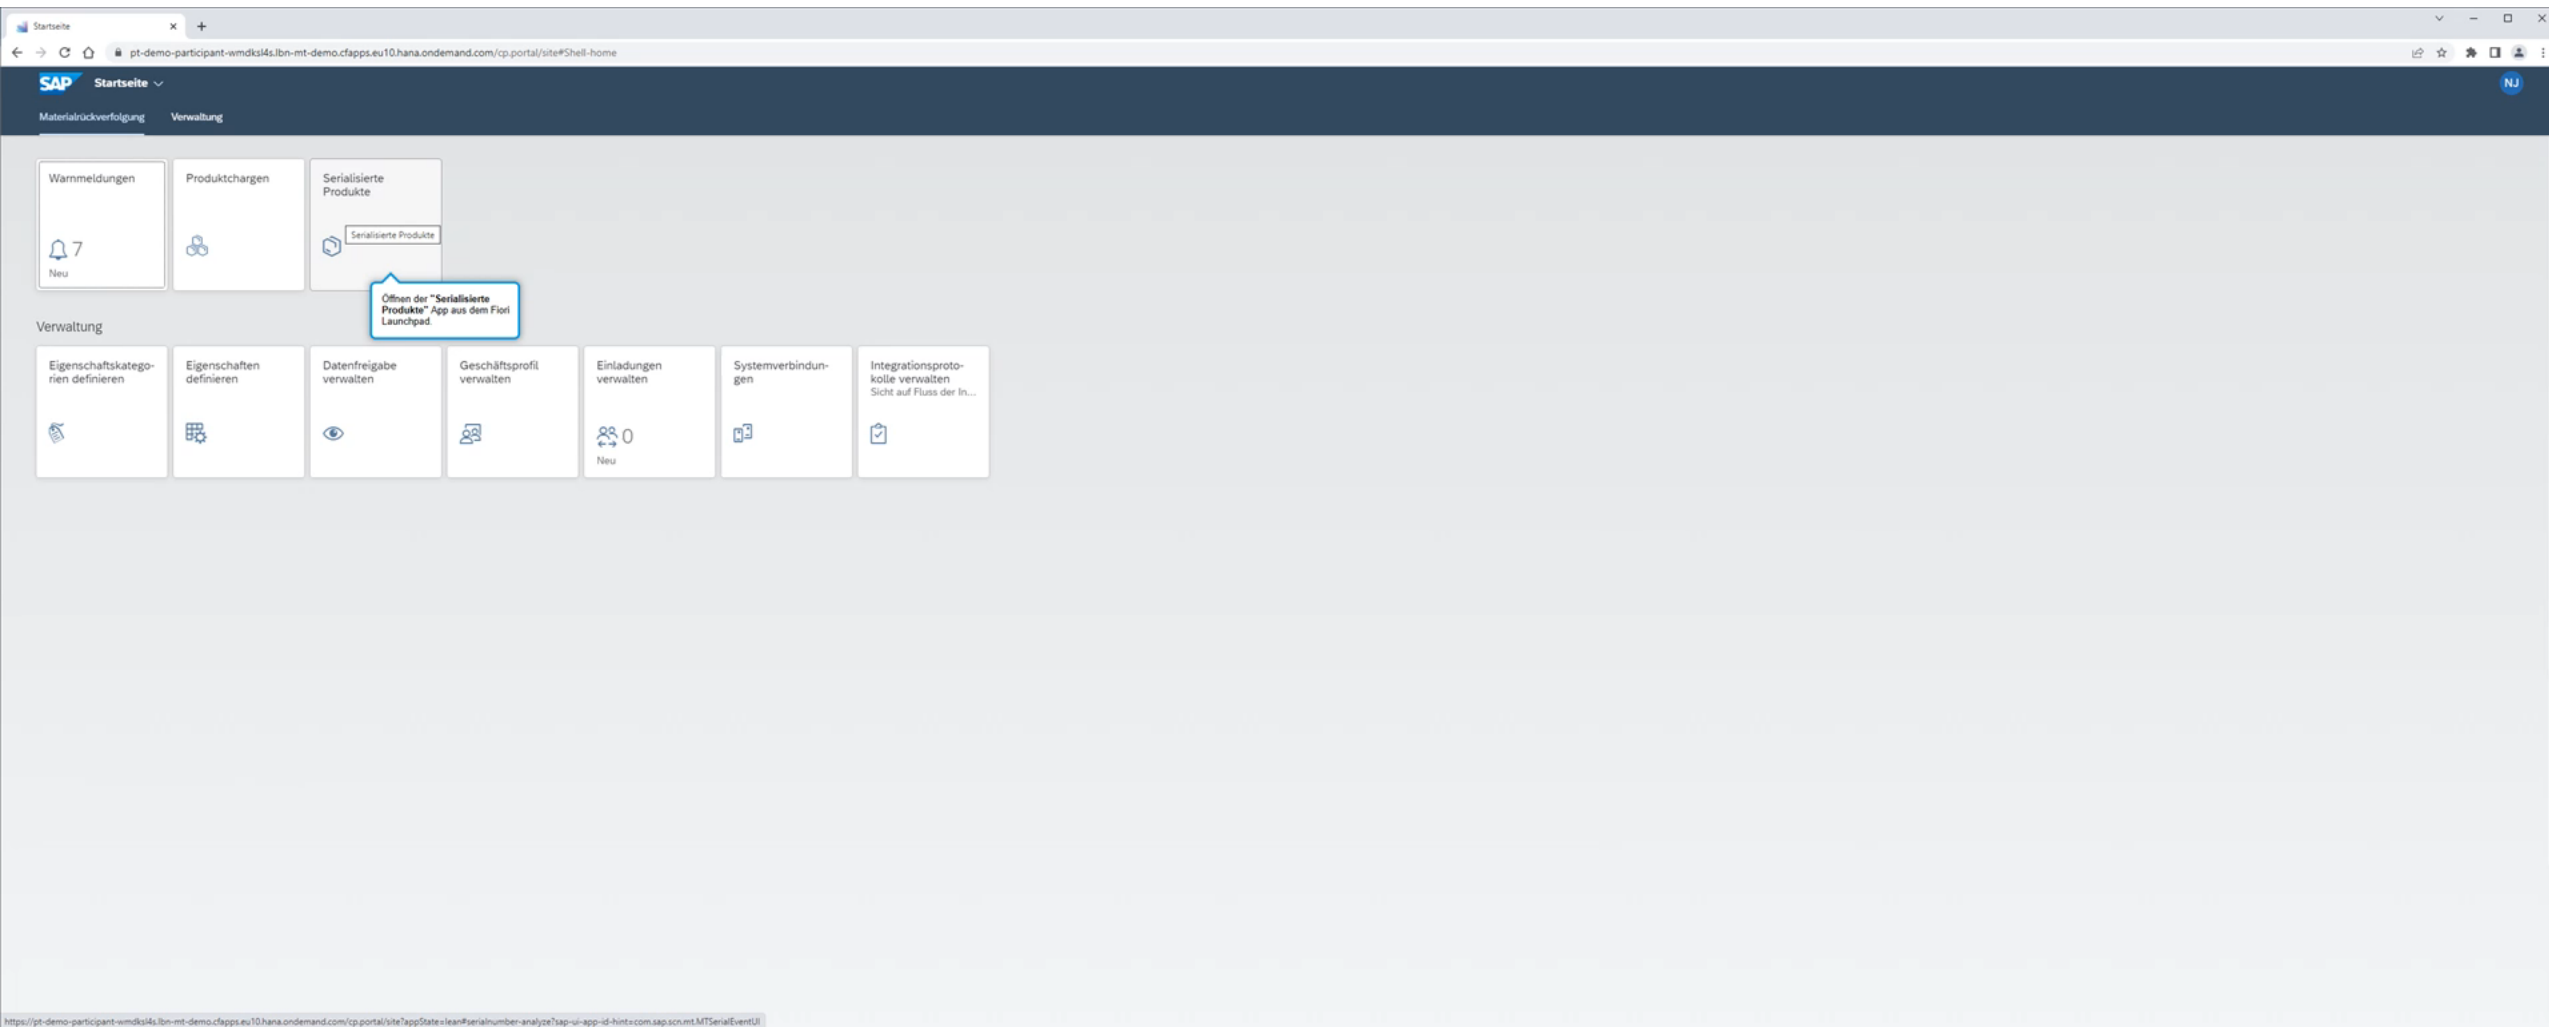 Startseite
pt-demo-participant-wmdksl4s.lbn-mt-demo.cfapps.eu10.hana.ondemand.com/cp.portal/site#Shell-home
SAP Startseite
NJ
Materialrückverfolgung Verwaltung
Warnmeldungen
7
Neu
Produktchargen
Serialisierte
Produkte
Serialisierte Produkte
Öffnen der "Serialisierte
Produkte" App aus dem Fiori
Launchpad.
Verwaltung
Eigenschaftskatego-
rien definieren
Eigenschaften
definieren
Datenfreigabe
verwalten
Geschäftsprofil
verwalten
Einladungen
verwalten
0
Neu
Systemverbindun-
gen
Integrationsproto-
kolle verwalten
Sicht auf Fluss der In...
https://pt-demo-participant-wmdksl4s.lbn-mt-demo.cfapps.eu10.hana.ondemand.com/cp.portal/site?appState=lean#serialnumber-analyze?sap-ui-app-id-hint=com.sap.scn.mt.MTSerialEventUI